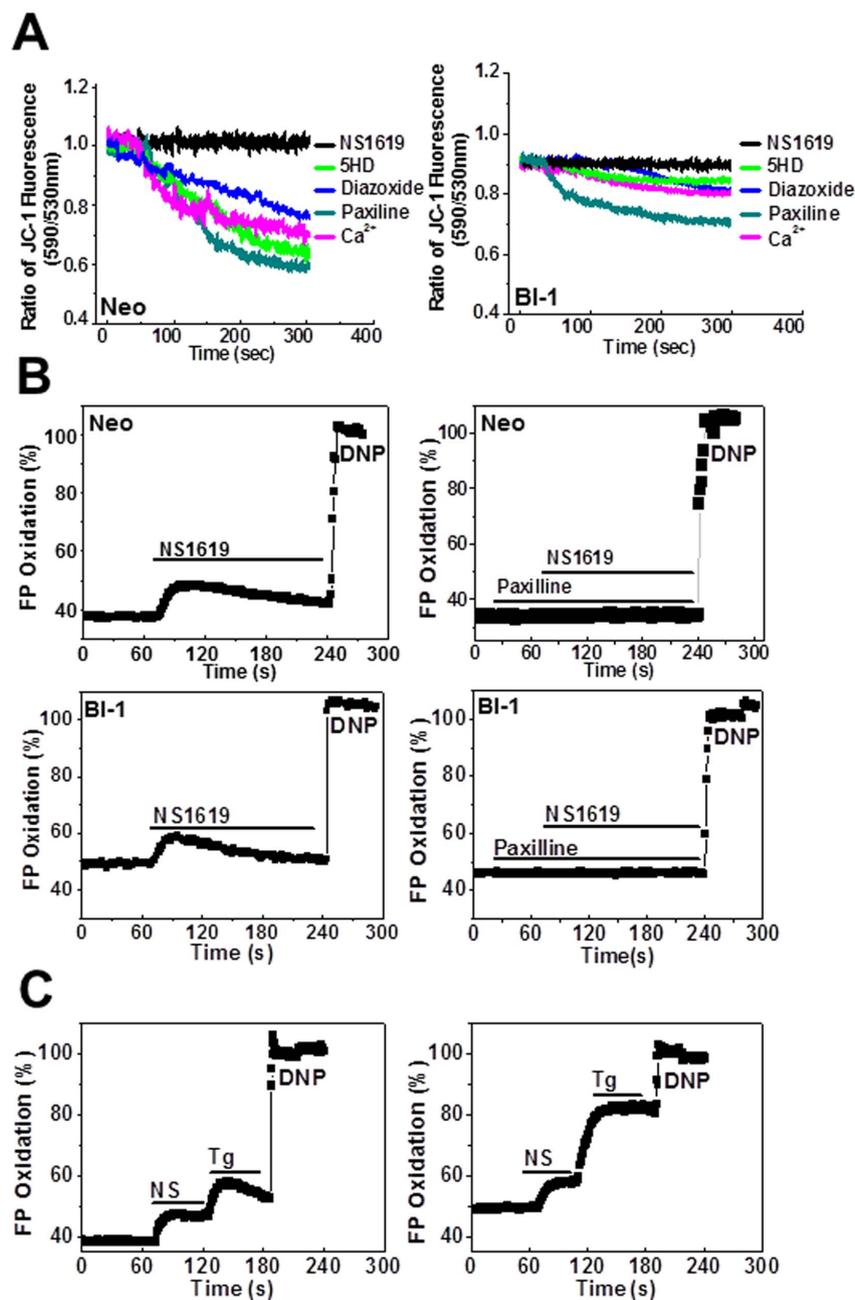 A
Ratio of JC-1 Fluorescence
(590/530nm)
1.2
1.0
0.8
0.6
0.4
NS1619
5HD
Diazoxide
Paxiline
Ca2+
Neo
0 100 200 300 400
Time (sec)
Ratio of JC-1 Fluorescence
(590/530nm)
1.2
1.0
0.8
0.6
0.4
NS1619
5HD
Diazoxide
Paxiline
Ca2+
BI-1
0 100 200 300 400
Time (sec)
B
FP Oxidation (%)
100
80
60
40
Neo
DNP
NS1619
0 60 120 180 240 300
Time (s)
FP Oxidation (%)
100
80
60
40
Neo
DNP
NS1619
Paxilline
0 60 120 180 240 300
Time (s)
FP Oxidation (%)
100
80
60
40
BI-1
DNP
NS1619
0 60 120 180 240 300
Time (s)
FP Oxidation (%)
100
80
60
40
BI-1
DNP
NS1619
Paxilline
0 60 120 180 240 300
Time(s)
C
FP Oxidation (%)
100
80
60
40
DNP
Tg
NS
0 60 120 180 240 300
Time (s)
FP Oxidation (%)
100
80
60
40
DNP
Tg
NS
0 60 120 180 240 300
Time (s)